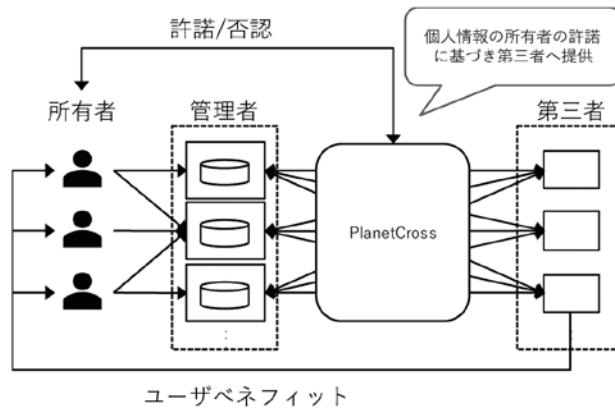 許諾/否認
個人情報の所有者の許諾
に基づき第三者へ提供
所有者
管理者
第三者
PlanetCross
ユーザベネフィット